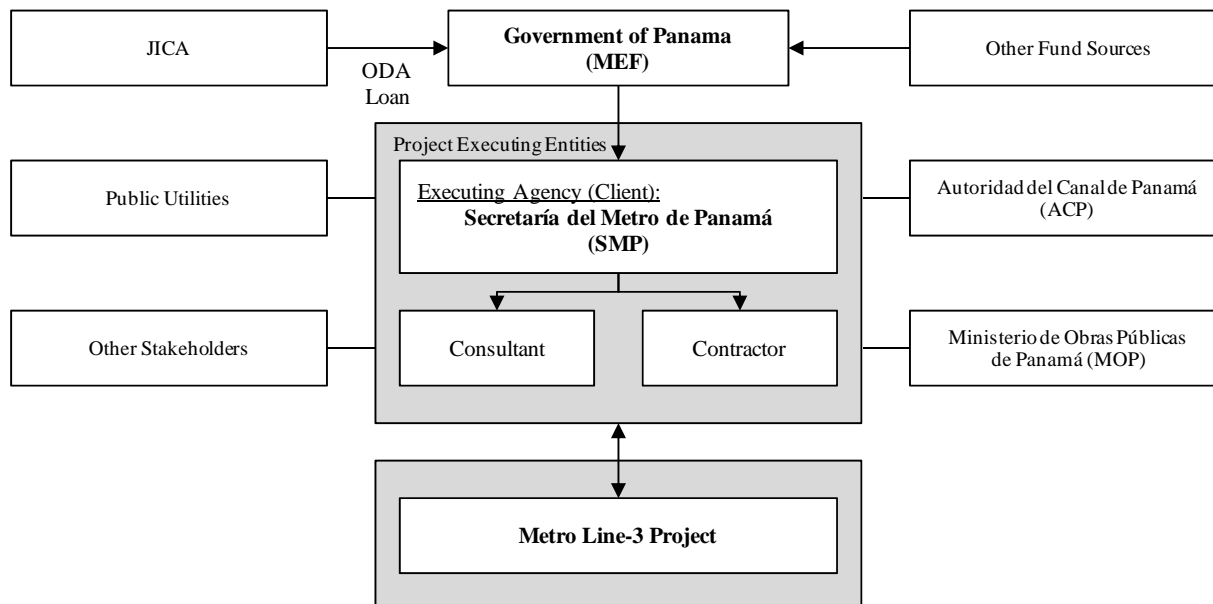 JICA
ODA
Loan
Government of Panama
(MEF)
Other Fund Sources
Project Executing Entities
Public Utilities
Executing Agency (Client):
Secretaría del Metro de Panamá
(SMP)
Autoridad del Canal de Panamá
(ACP)
Other Stakeholders
Consultant
Contractor
Ministerio de Obras Públicas
de Panamá (MOP)
Metro Line-3 Project